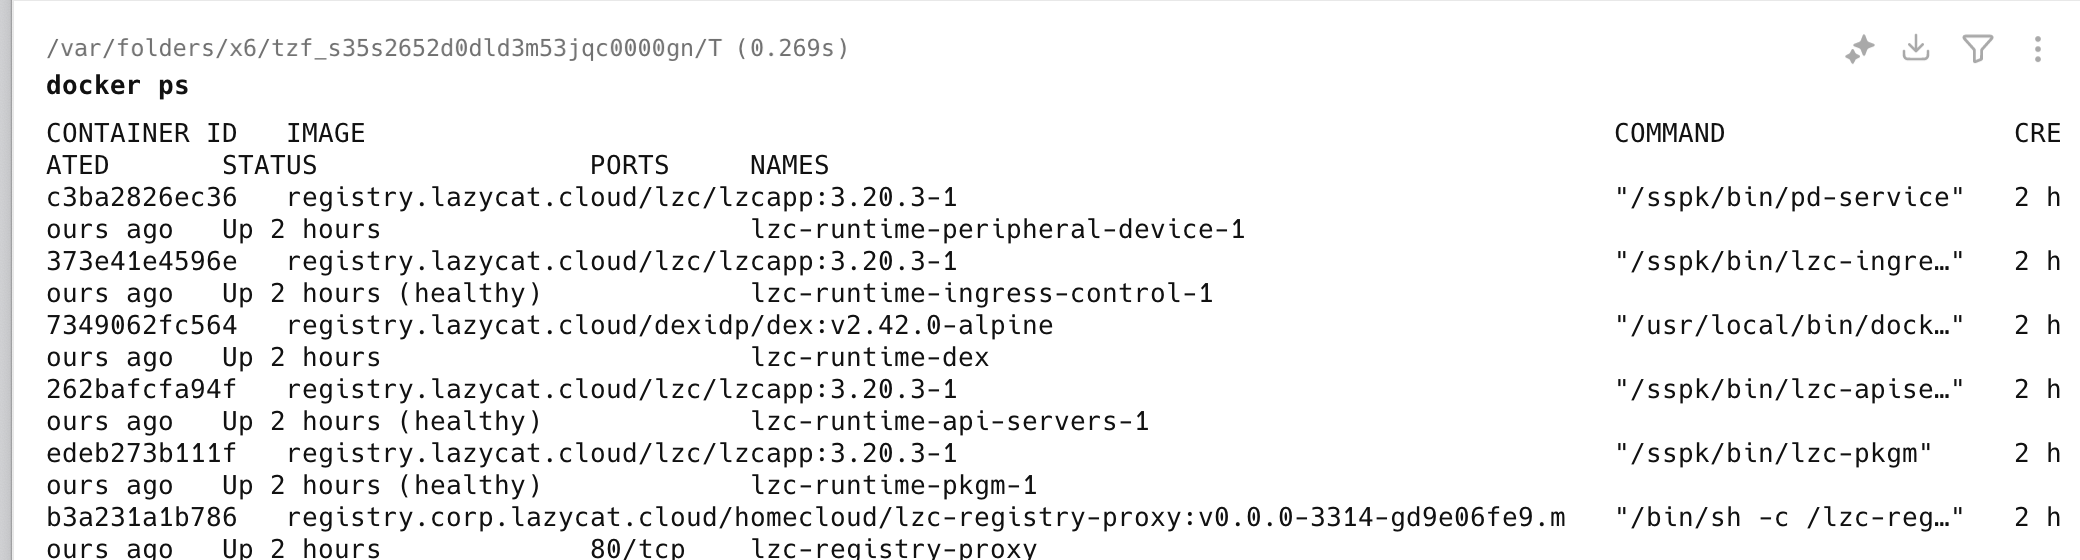 /var/folders/x6/tzf_s35s2652d0dld3m53jqc0000gn/T (0.269s)
docker ps
CONTAINER ID   IMAGE                                                                               COMMAND                  CRE
ATED       STATUS                 PORTS     NAMES
c3ba2826ec36   registry.lazycat.cloud/lzc/lzcapp:3.20.3-1                                          "/sspk/bin/pd-service"   2 h
ours ago   Up 2 hours                       lzc-runtime-peripheral-device-1
373e41e4596e   registry.lazycat.cloud/lzc/lzcapp:3.20.3-1                                          "/sspk/bin/lzc-ingre…"   2 h
ours ago   Up 2 hours (healthy)             lzc-runtime-ingress-control-1
7349062fc564   registry.lazycat.cloud/dexidp/dex:v2.42.0-alpine                                    "/usr/local/bin/dock…"   2 h
ours ago   Up 2 hours                       lzc-runtime-dex
262bafcfa94f   registry.lazycat.cloud/lzc/lzcapp:3.20.3-1                                          "/sspk/bin/lzc-apise…"   2 h
ours ago   Up 2 hours (healthy)             lzc-runtime-api-servers-1
edeb273b111f   registry.lazycat.cloud/lzc/lzcapp:3.20.3-1                                          "/sspk/bin/lzc-pkgm"     2 h
ours ago   Up 2 hours (healthy)             lzc-runtime-pkgm-1
b3a231a1b786   registry.corp.lazycat.cloud/homecloud/lzc-registry-proxy:v0.0.0-3314-gd9e06fe9.m   "/bin/sh -c /lzc-reg…"   2 h
ours ago   Up 2 hours             80/tcp    lzc-registry-proxy